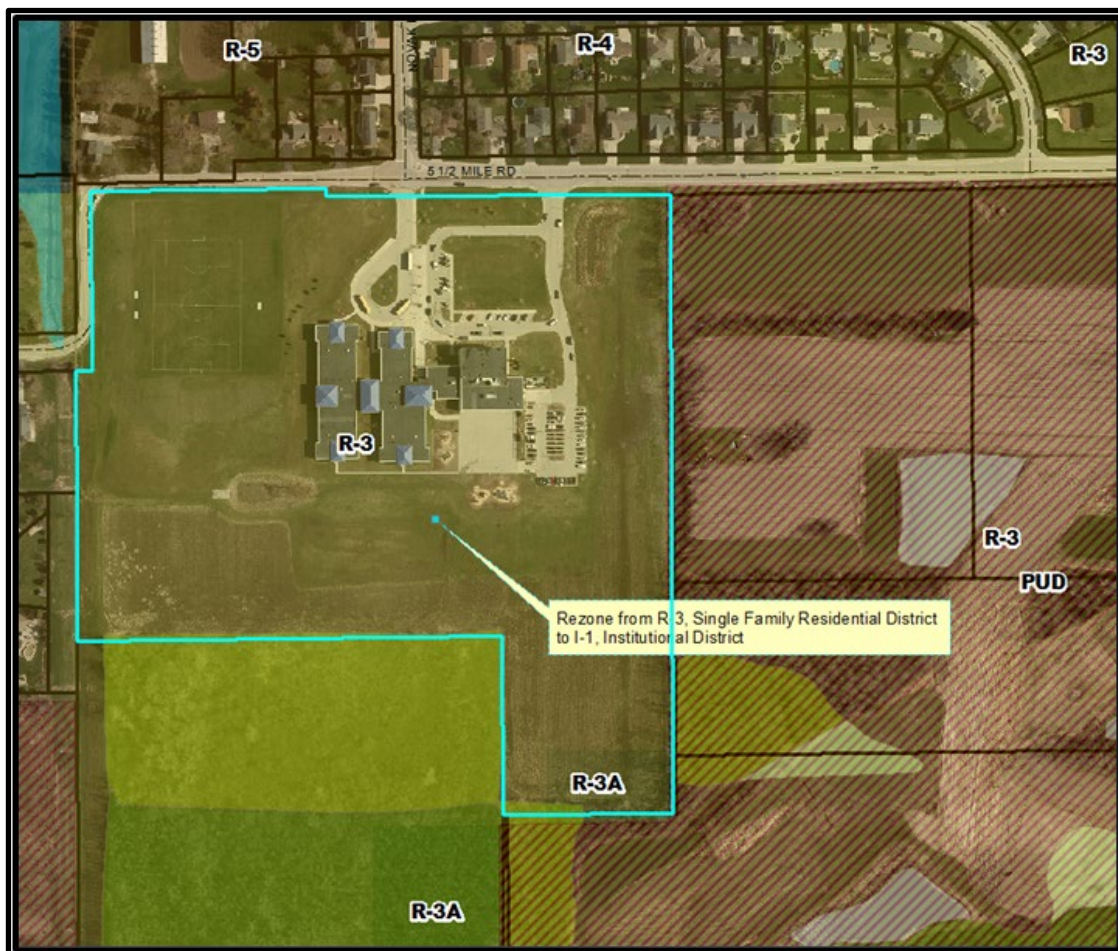 R-5
R-4
R-3
NOVAK
5 1/2 MILE RD
R-3
R-3
PUD
Rezone from R-3, Single Family Residential District
to I-1, Institutional District
R-3A
R-3A